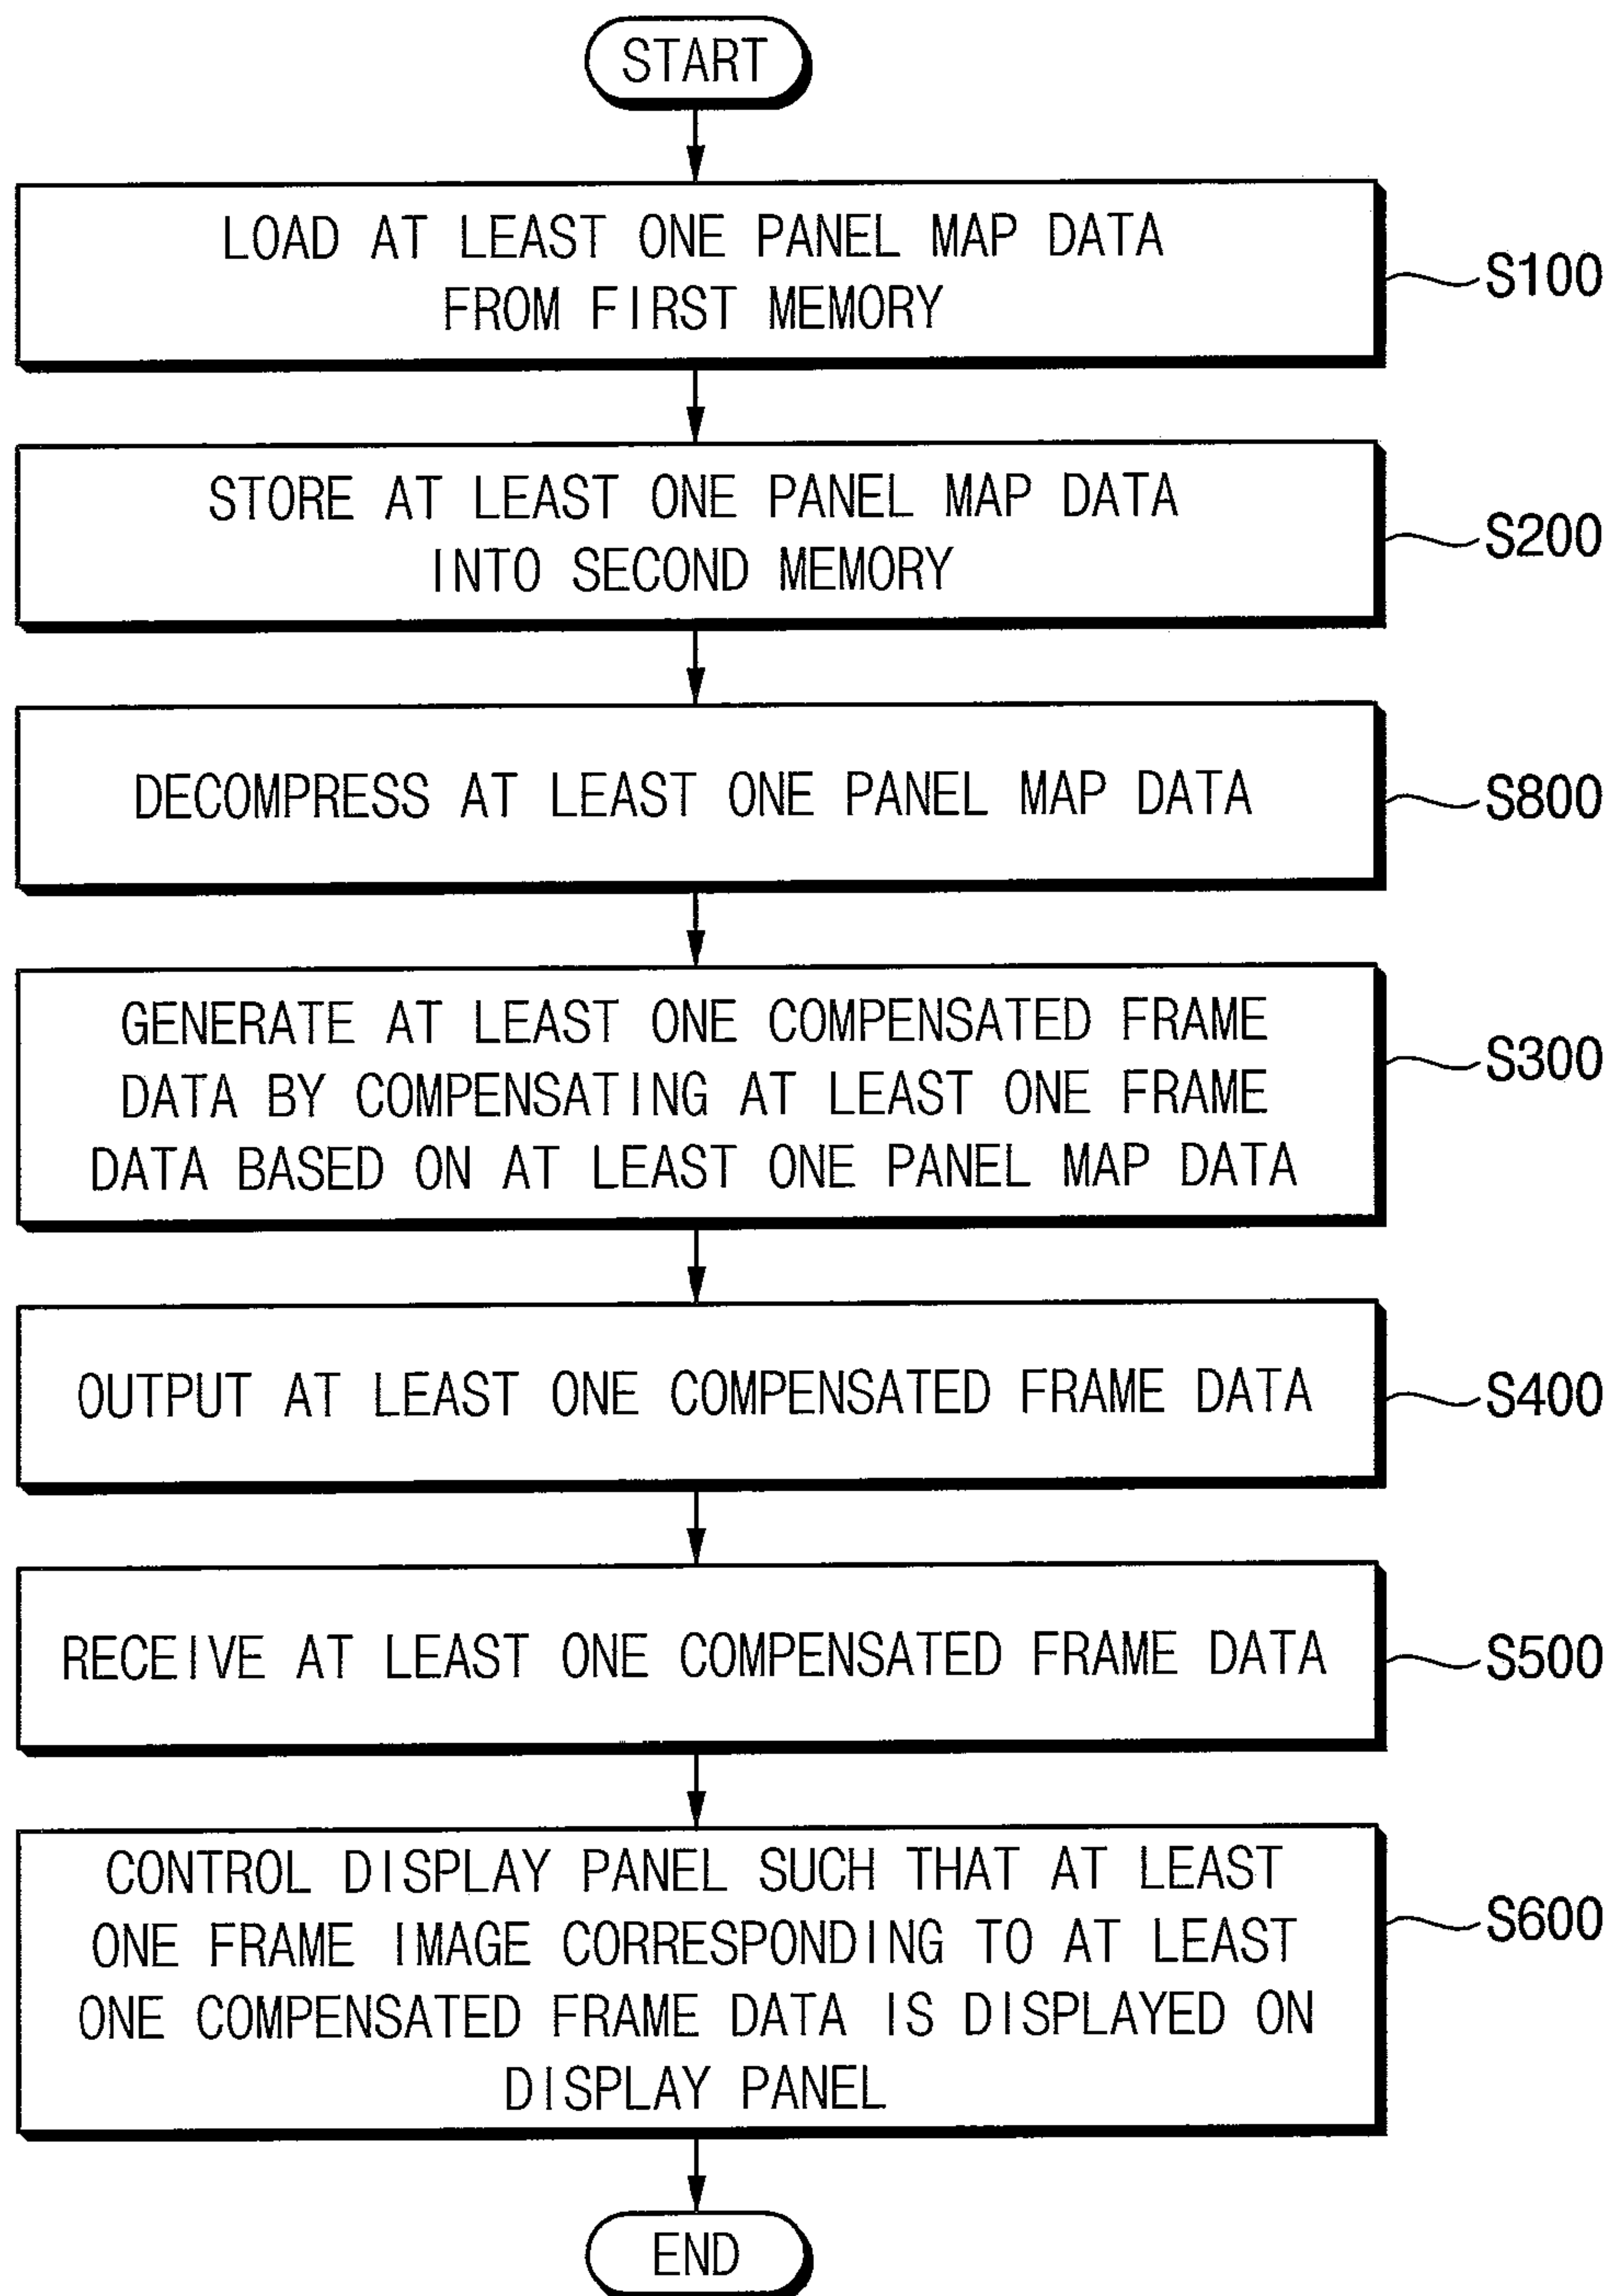 START
LOAD AT LEAST ONE PANEL MAP DATA
FROM FIRST MEMORY
S100
STORE AT LEAST ONE PANEL MAP DATA
INTO SECOND MEMORY
S200
DECOMPRESS AT LEAST ONE PANEL MAP DATA
S800
GENERATE AT LEAST ONE COMPENSATED FRAME
DATA BY COMPENSATING AT LEAST ONE FRAME
DATA BASED ON AT LEAST ONE PANEL MAP DATA
S300
OUTPUT AT LEAST ONE COMPENSATED FRAME DATA
S400
RECEIVE AT LEAST ONE COMPENSATED FRAME DATA
S500
CONTROL DISPLAY PANEL SUCH THAT AT LEAST
ONE FRAME IMAGE CORRESPONDING TO AT LEAST
ONE COMPENSATED FRAME DATA IS DISPLAYED ON
DISPLAY PANEL
S600
END